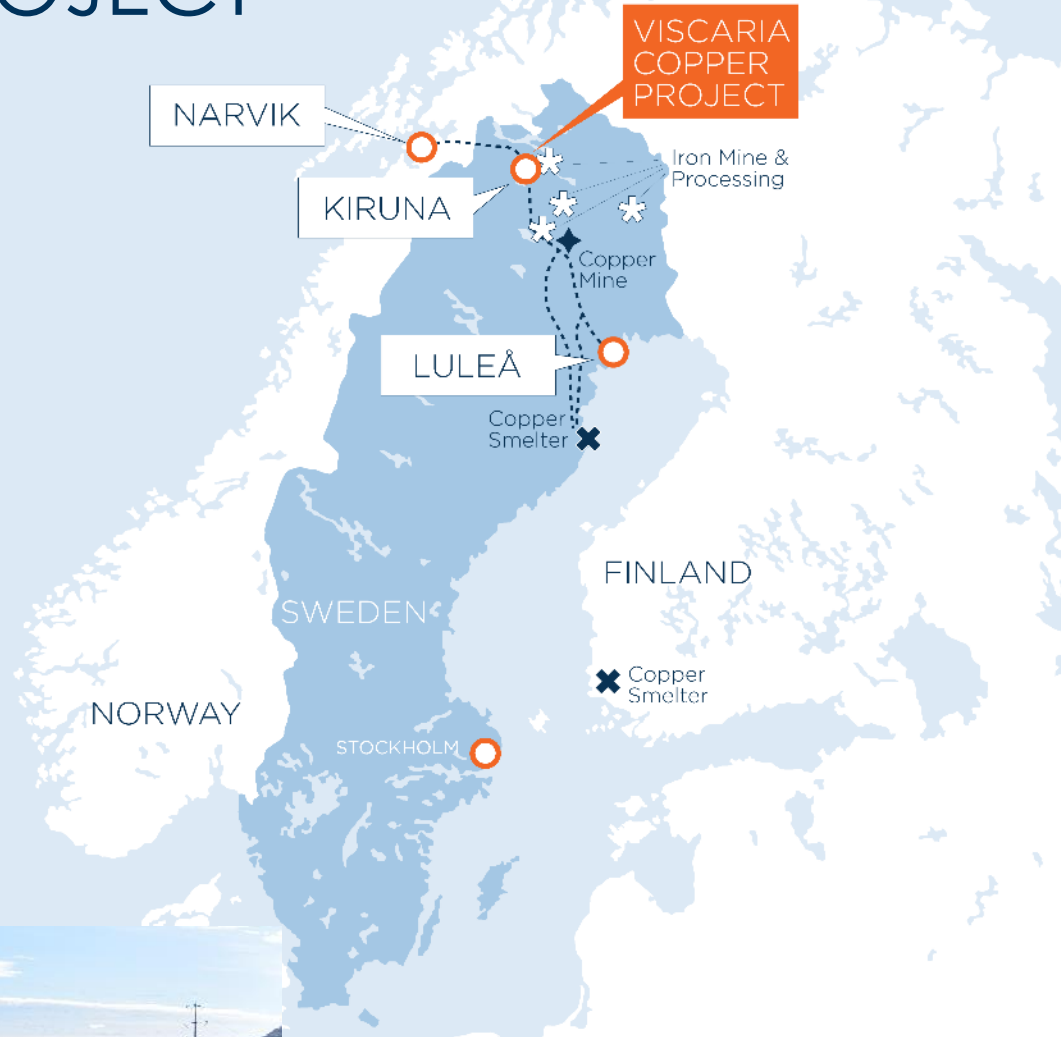 VISCARIA
COPPER
PROJECT
NARVIK
Iron Mine &
Processing
KIRUNA
Copper
Mine
LULEÅ
Copper
Smelter
FINLAND
SWEDEN
Copper
Smelter
NORWAY
STOCKHOLM